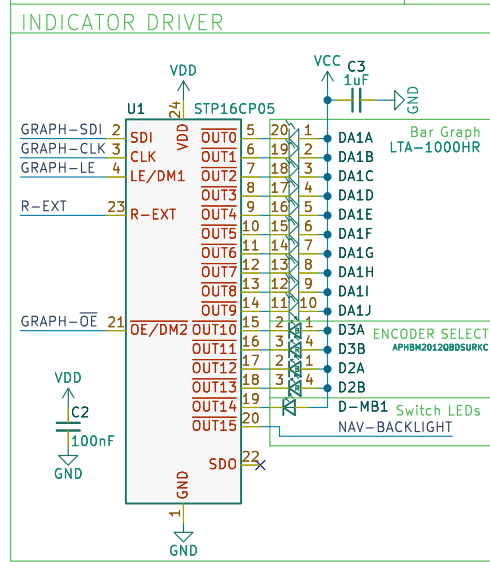 INDICATOR DRIVER
VCC
C3
1uF
GND
VDD
U1
STP16CP05
24
VDD
GRAPH-SDI 2 SDI
GRAPH-CLK 3 CLK
GRAPH-LE 4 LE/DM1
R-EXT 23 R-EXT
GRAPH-OE 21 OE/DM2
Bar Graph
LTA-1000HR
OUT0 5 20 1 DA1A
OUT1 6 19 2 DA1B
OUT2 7 18 3 DA1C
OUT3 8 17 4 DA1D
OUT4 9 16 5 DA1E
OUT5 10 15 6 DA1F
OUT6 11 14 7 DA1G
OUT7 12 13 8 DA1H
OUT8 13 12 9 DA1I
OUT9 14 11 10 DA1J
OUT10 15 2 1 D3A
OUT11 16 3 4 D3B
OUT12 17 2 1 D2A
OUT13 18 3 4 D2B
OUT14 19 D-MB1
OUT15 20 NAV-BACKLIGHT
ENCODER SELECT
APHBM2012QBDSURKC
Switch LEDs
SDO 22
VDD
C2
100nF
GND
GND
1
GND